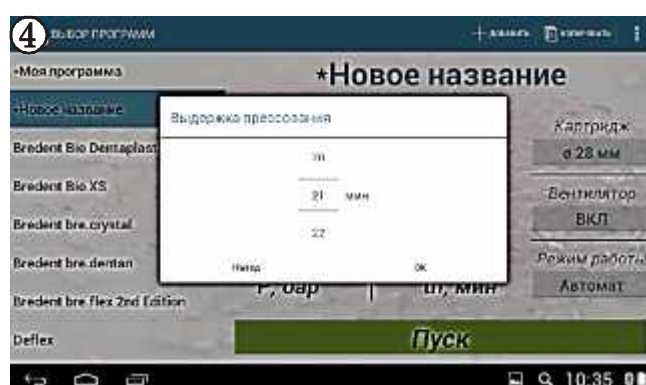 ④ ВЫБОР ПРОГРАММ
ДОБАВИТЬ
КОПИРОВАТЬ
*Моя программа
*Новое название
*Новое название
Bredent Bio Dentaplast
Bredent Bio XS
Bredent bre.crystal
Bredent bre.dentan
Bredent bre flex 2nd Edition
Deflex
Выдержка прессования
20
21 мин
22
Назад
OK
Картридж
ø 28 мм
Вентилятор
ВКЛ
Режим работы
Автомат
P, бар
Пуск
10:35